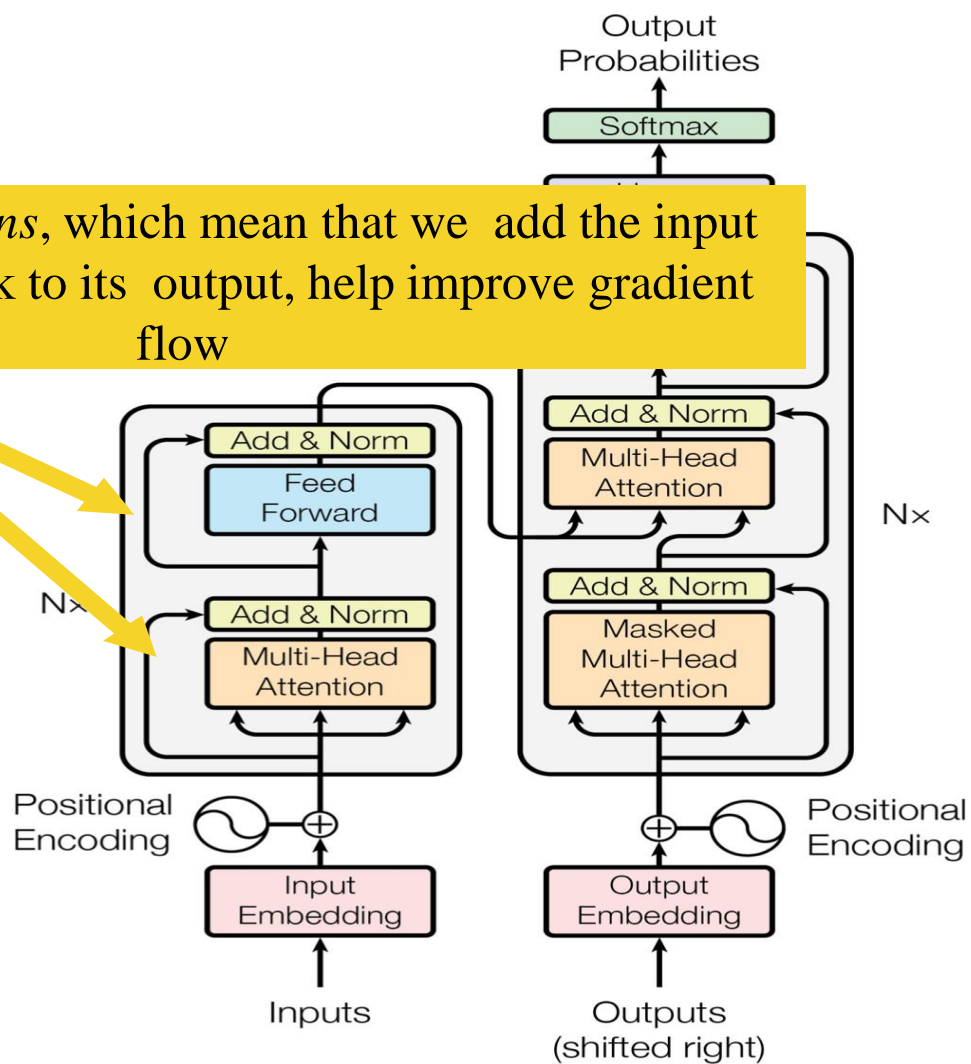 Output
Probabilities
Softmax
ns, which mean that we add the input
k to its output, help improve gradient
flow
Add & Norm
Feed
Forward
Add & Norm
Multi-Head
Attention
N×
Add & Norm
Multi-Head
Attention
Add & Norm
Masked
Multi-Head
Attention
N×
Positional
Encoding
Positional
Encoding
Input
Embedding
Output
Embedding
Inputs
Outputs
(shifted right)